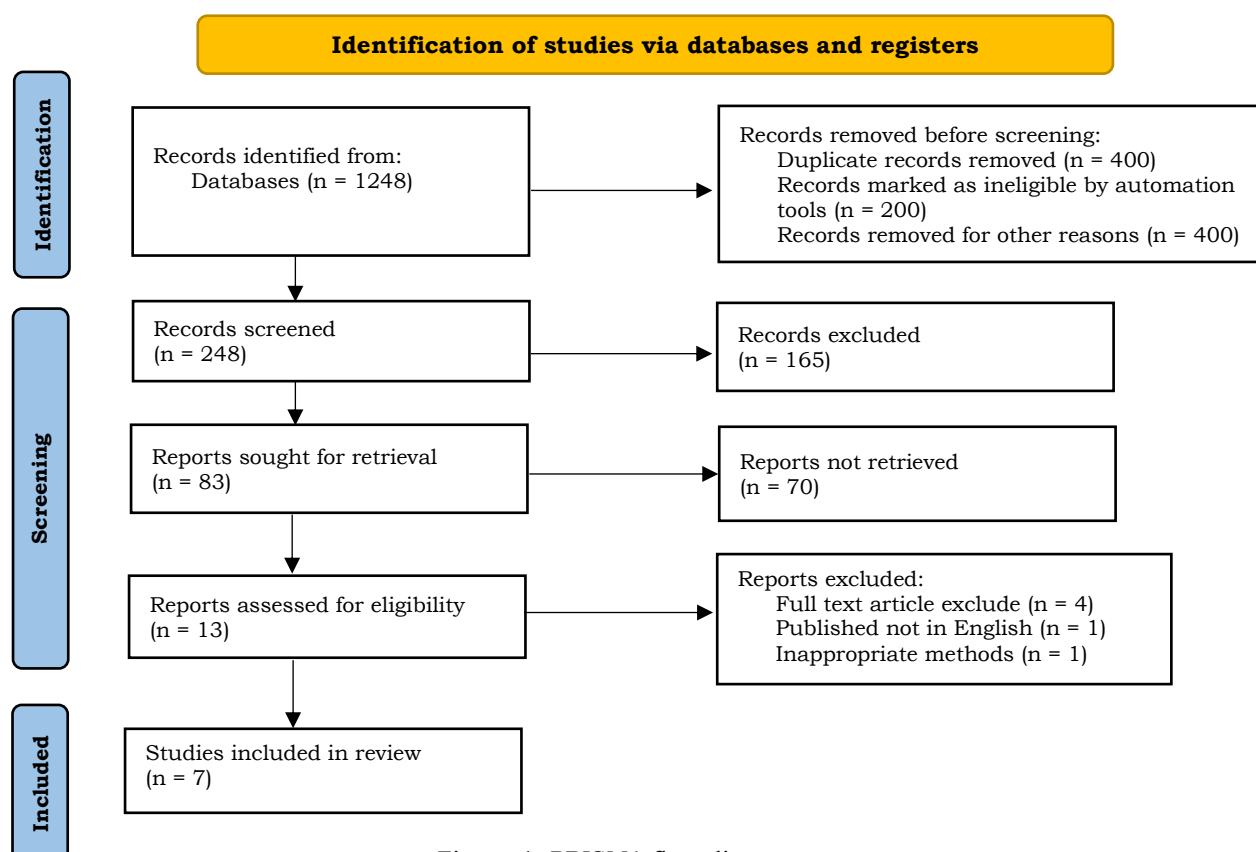 Identification of studies via databases and registers
Identification
Records identified from:
Databases (n = 1248)
Records removed before screening:
Duplicate records removed (n = 400)
Records marked as ineligible by automation
tools (n = 200)
Records removed for other reasons (n = 400)
Screening
Records screened
(n = 248)
Records excluded
(n = 165)
Reports sought for retrieval
(n = 83)
Reports not retrieved
(n = 70)
Reports assessed for eligibility
(n = 13)
Reports excluded:
Full text article exclude (n = 4)
Published not in English (n = 1)
Inappropriate methods (n = 1)
Included
Studies included in review
(n = 7)